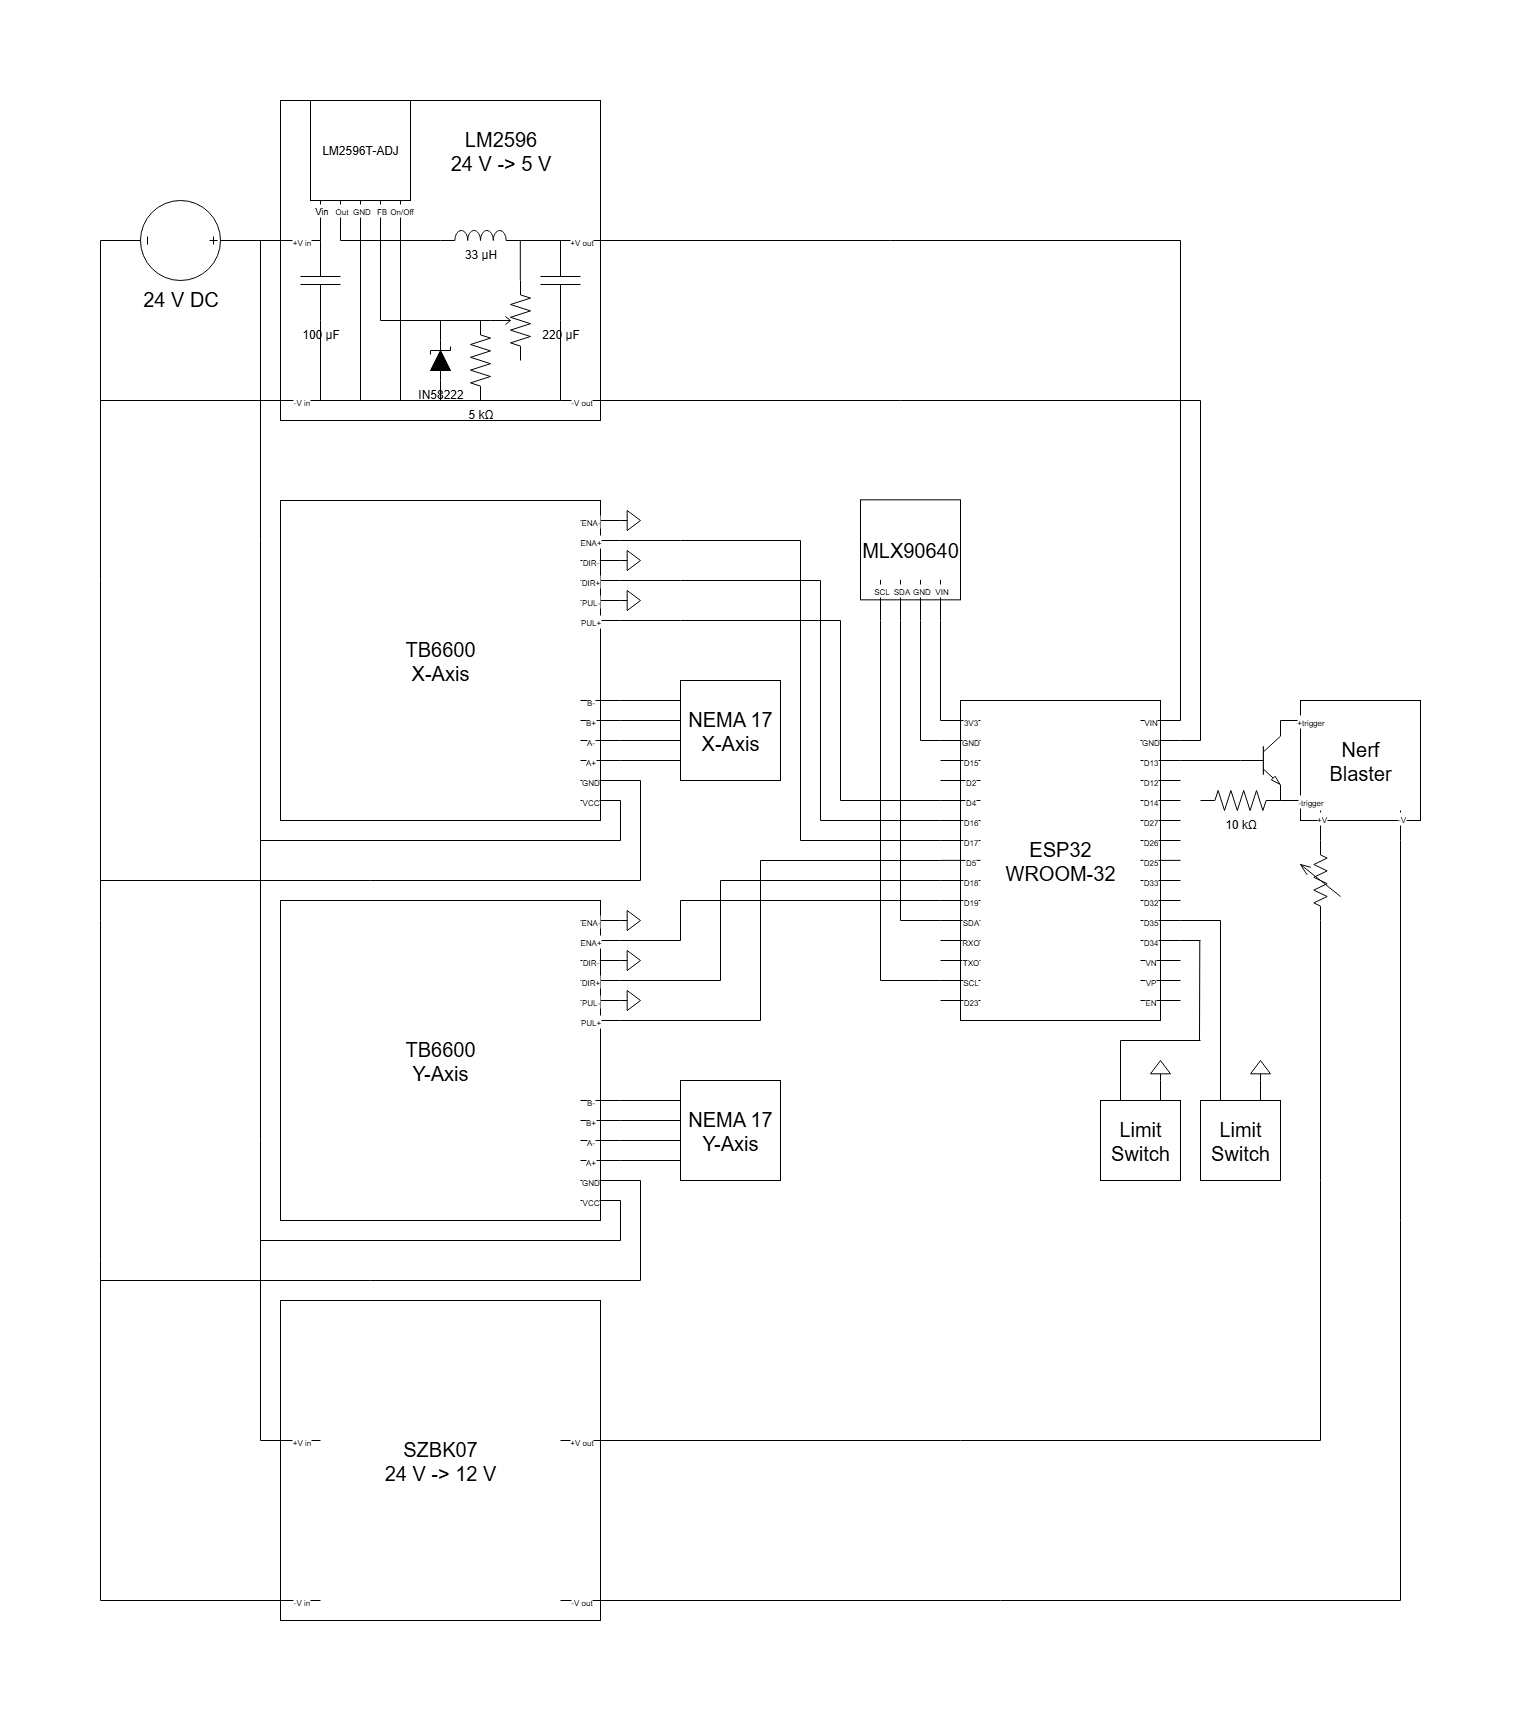 LM2596T-ADJ
LM2596
24 V -> 5 V
Vin
Out
GND
FB
On/Off
+V in
33 µH
+V out
24 V DC
100 µF
220 µF
IN58222
-V in
5 kΩ
-V out
ENA-
ENA+
DIR-
DIR+
PUL-
PUL+
TB6600
X-Axis
B-
B+
A-
A+
GND
VCC
NEMA 17
X-Axis
MLX90640
SCL
SDA
GND
VIN
3V3
GND
D15
D2
D4
D16
D17
D5
D18
D19
SDA
RXO
TXO
SCL
D23
ESP32
WROOM-32
VIN
GND
D13
D12
D14
D27
D26
D25
D33
D32
D35
D34
VN
VP
EN
+trigger
Nerf
Blaster
-trigger
+V
-V
10 kΩ
ENA-
ENA+
DIR-
DIR+
PUL-
PUL+
TB6600
Y-Axis
B-
B+
A-
A+
GND
VCC
NEMA 17
Y-Axis
Limit
Switch
Limit
Switch
+V in
SZBK07
24 V -> 12 V
+V out
-V in
-V out